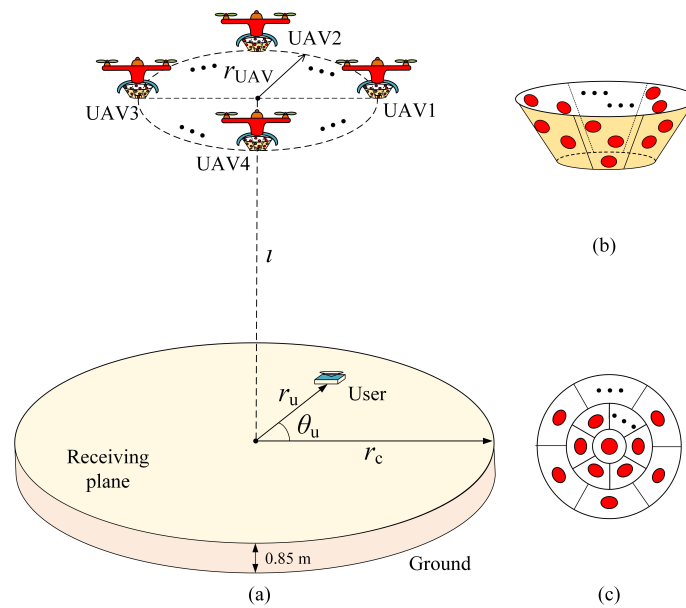 UAV2
r_UAV
UAV3
UAV1
UAV4
(b)
l
r_u
User
θ_u
r_c
Receiving
plane
0.85 m
Ground
(a)
(c)